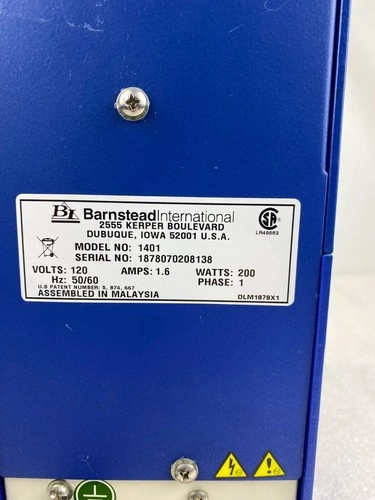 BI BarnsteadInternational
2555 KERPER BOULEVARD
DUBUQUE, IOWA 52001 U.S.A.
LR49663
MODEL NO: 1401
SERIAL NO: 1878070208138
VOLTS: 120 AMPS: 1.6 WATTS: 200
Hz: 50/60 PHASE: 1
U.S PATENT NUMBER: 5, 874, 667
ASSEMBLED IN MALAYSIA DLM1878X1